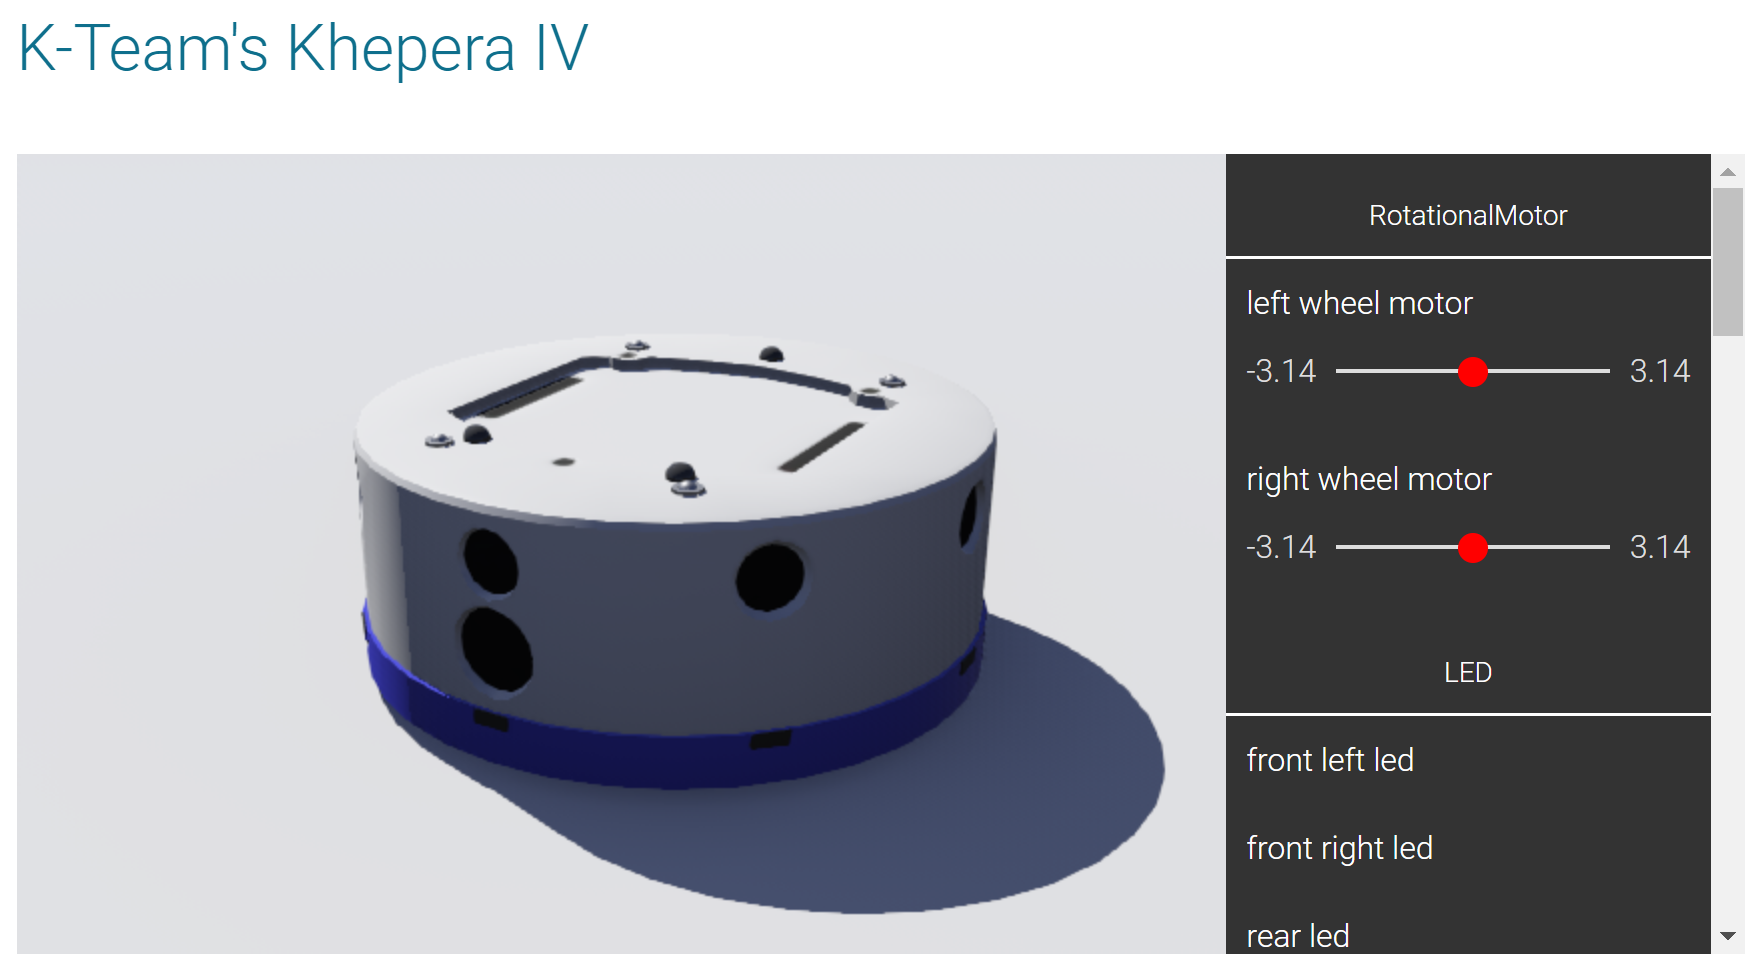 K-Team's Khepera IV
RotationalMotor
left wheel motor
-3.14 3.14
right wheel motor
-3.14 3.14
LED
front left led
front right led
rear led